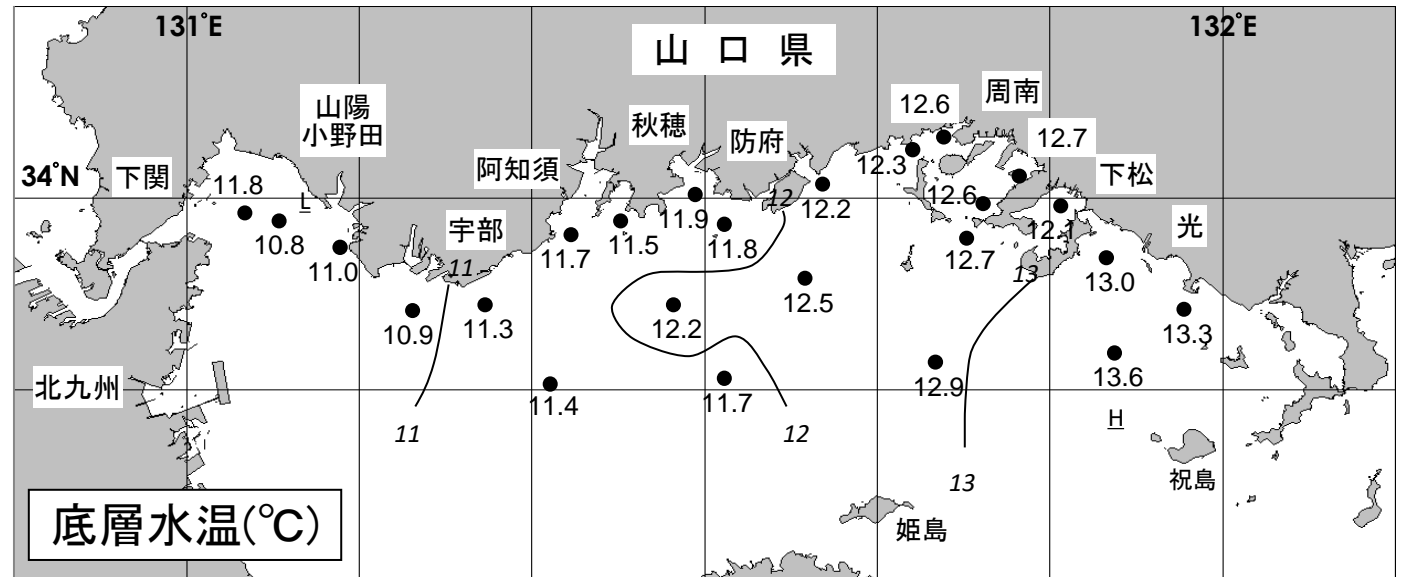 131°E
132°E
山 口 県
12.6
周南
山陽
小野田
秋穂
防府
12.3
12.7
阿知須
下松
34°N
下関
11.8
L
12
12.2
12.6
11.9
12.1
光
10.8
宇部
11.5
11.8
11.0
11.7
12.7
11
13
13.0
12.5
10.9
11.3
12.2
13.3
12.9
13.6
北九州
11.4
11.7
H
11
12
13
祝島
底層水温(℃)
姫島